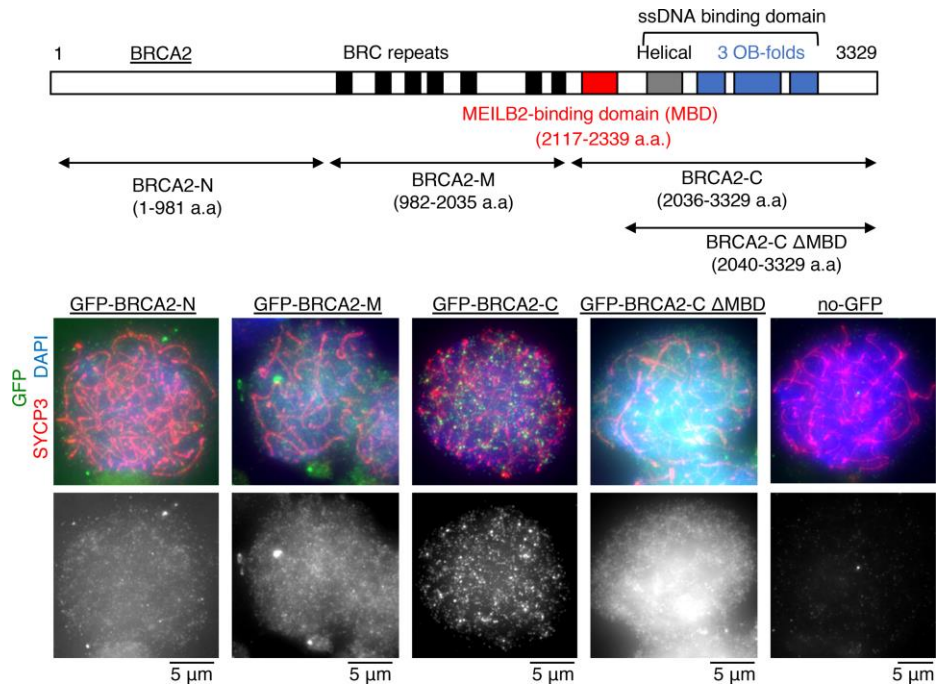 ssDNA binding domain
1 BRCA2 BRC repeats Helical 3 OB-folds 3329
MEILB2-binding domain (MBD)
(2117-2339 a.a.)
BRCA2-N
(1-981 a.a)
BRCA2-M
(982-2035 a.a)
BRCA2-C
(2036-3329 a.a)
BRCA2-C ΔMBD
(2040-3329 a.a)
GFP-BRCA2-N GFP-BRCA2-M GFP-BRCA2-C GFP-BRCA2-C ΔMBD no-GFP
GFP
SYCP3 DAPI
5 μm 5 μm 5 μm 5 μm 5 μm